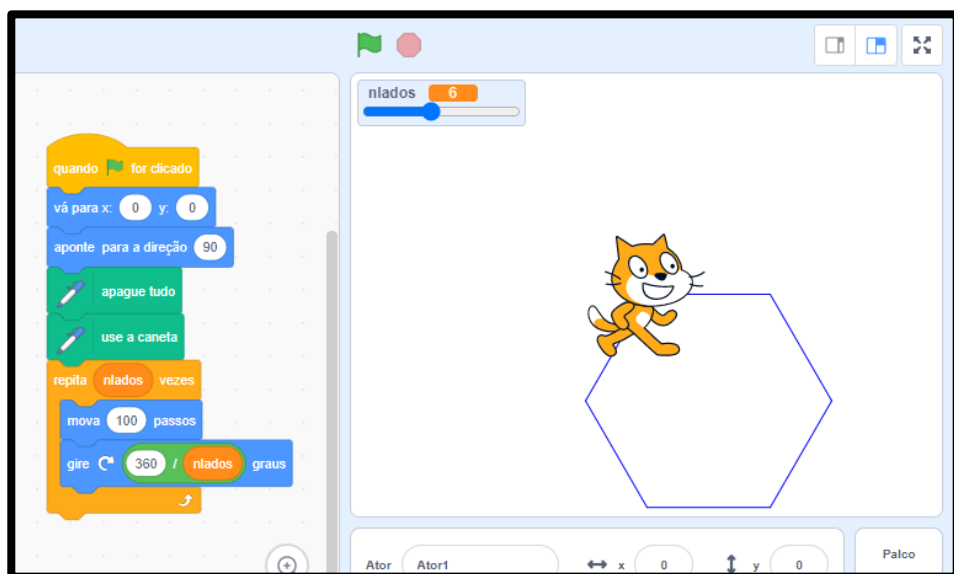 quando for clicado
vá para x: 0 y: 0
aponte para a direção 90
apague tudo
use a caneta
repita nlados vezes
mova 100 passos
gire 360 / nlados graus
nlados 6
Ator Ator1 x 0 y 0
Palco